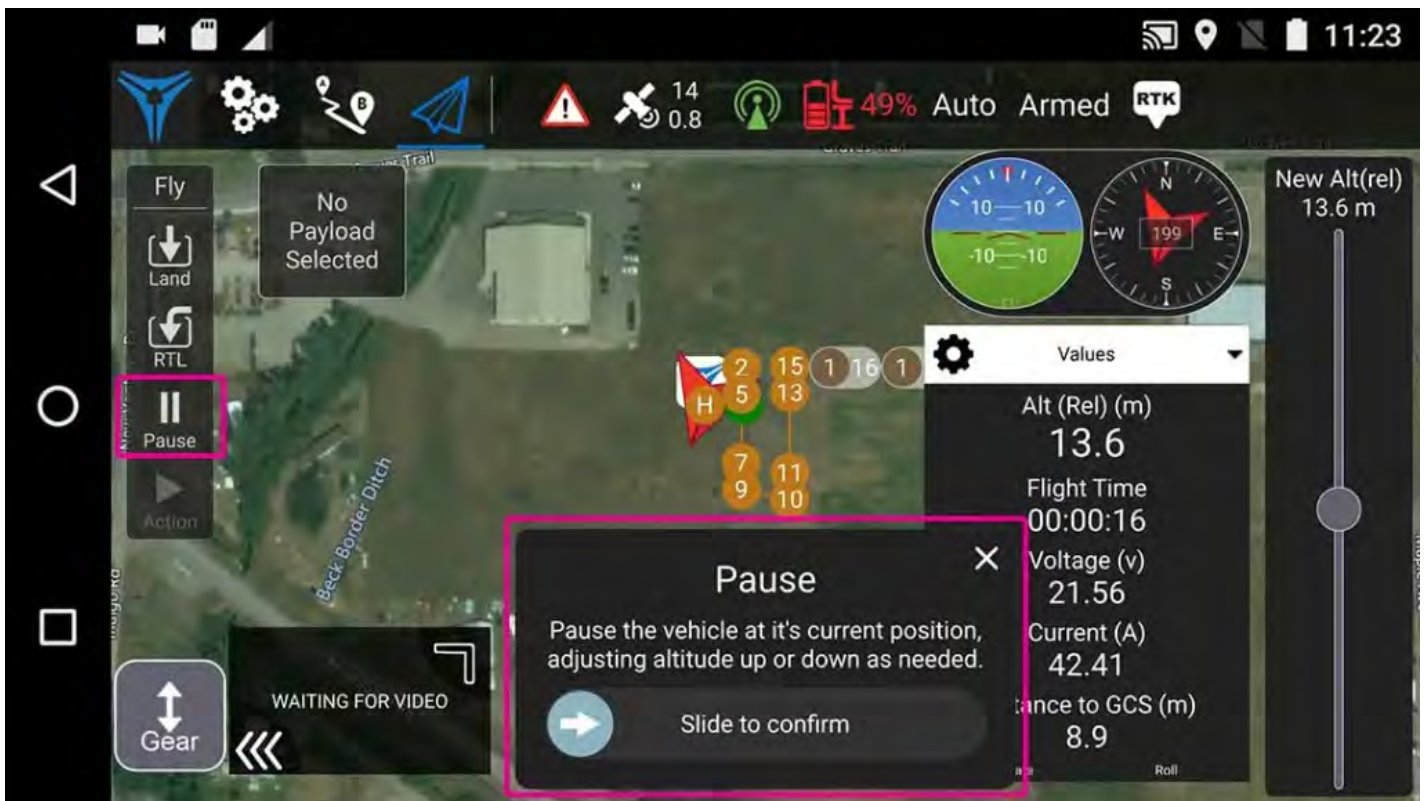 11:23
A
B
14
0.8
49%
Auto
Armed
RTK
Trail
Fly
Land
RTL
Pause
Action
No
Payload
Selected
Beck Border Ditch
2
15
1
16
1
5
13
H
7
11
9
10
10 10
-10 -10
N
W
199
E
S
New Alt(rel)
13.6 m
Values
Alt (Rel) (m)
13.6
Flight Time
00:00:16
Voltage (v)
21.56
Current (A)
42.41
tance to GCS (m)
8.9
Roll
Pause
Pause the vehicle at it's current position,
adjusting altitude up or down as needed.
Slide to confirm
WAITING FOR VIDEO
Gear